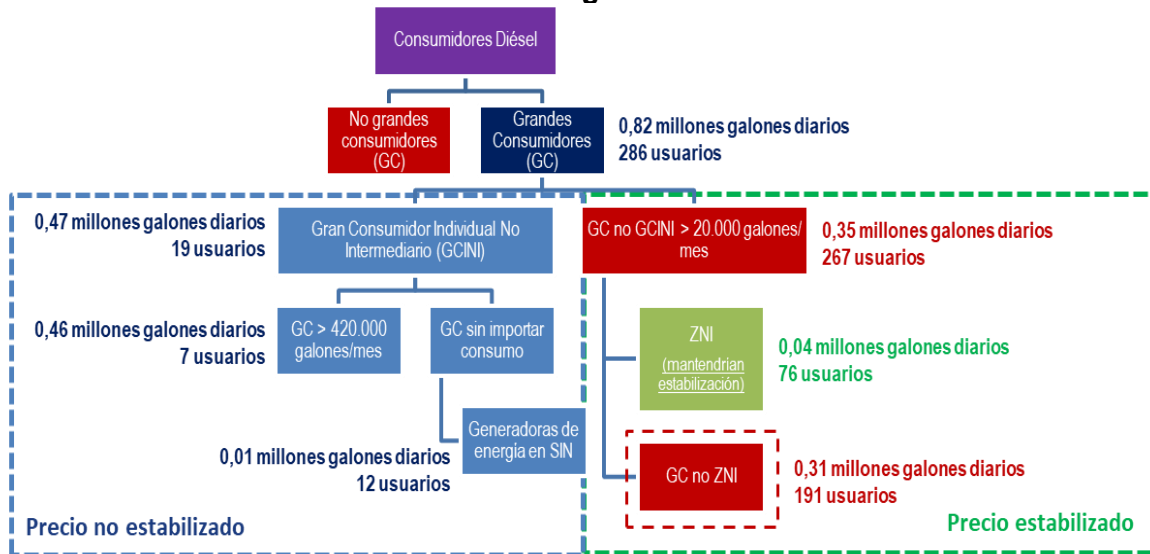 Consumidores Diésel
No grandes
consumidores
(GC)
Grandes
Consumidores
(GC)
0,82 millones galones diarios
286 usuarios
0,47 millones galones diarios
19 usuarios
Gran Consumidor Individual No
Intermediario (GCINI)
GC no GCINI > 20.000 galones/
mes
0,35 millones galones diarios
267 usuarios
0,46 millones galones diarios
7 usuarios
GC > 420.000
galones/mes
GC sin importar
consumo
ZNI
(mantendrian
estabilización)
0,04 millones galones diarios
76 usuarios
Generadoras de
energía en SIN
0,01 millones galones diarios
12 usuarios
GC no ZNI
0,31 millones galones diarios
191 usuarios
Precio no estabilizado
Precio estabilizado